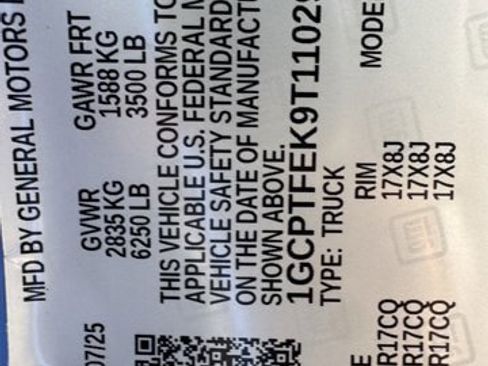 MFD BY GENERAL MOTORS
07/25 GVWR GAWR FRT
2835 KG 1588 KG
6250 LB 3500 LB
THIS VEHICLE CONFORMS TO
APPLICABLE U.S. FEDERAL
VEHICLE SAFETY STANDARD
ON THE DATE OF MANUFACT
SHOWN ABOVE.
1GCPTFEK9T11029
TYPE: TRUCK MODE
RIM
R17CQ 17X8J
R17CQ 17X8J
R17CQ 17X8J